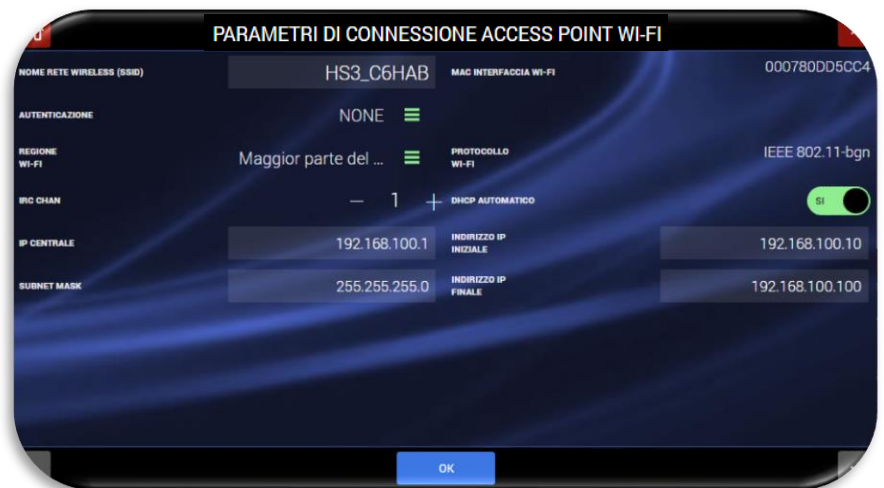 PARAMETRI DI CONNESSIONE ACCESS POINT WI-FI
NOME RETE WIRELESS (SSID) HS3_C6HAB MAC INTERFACCIA WI-FI 000780DD5CC4
AUTENTICAZIONE NONE
REGIONE
WI-FI
Maggior parte del ...
PROTOCOLLO
WI-FI
IEEE 802.11-bgn
IRC CHAN − 1 + DHCP AUTOMATICO SI
IP CENTRALE 192.168.100.1
INDIRIZZO IP
INIZIALE
192.168.100.10
SUBNET MASK 255.255.255.0
INDIRIZZO IP
FINALE
192.168.100.100
OK